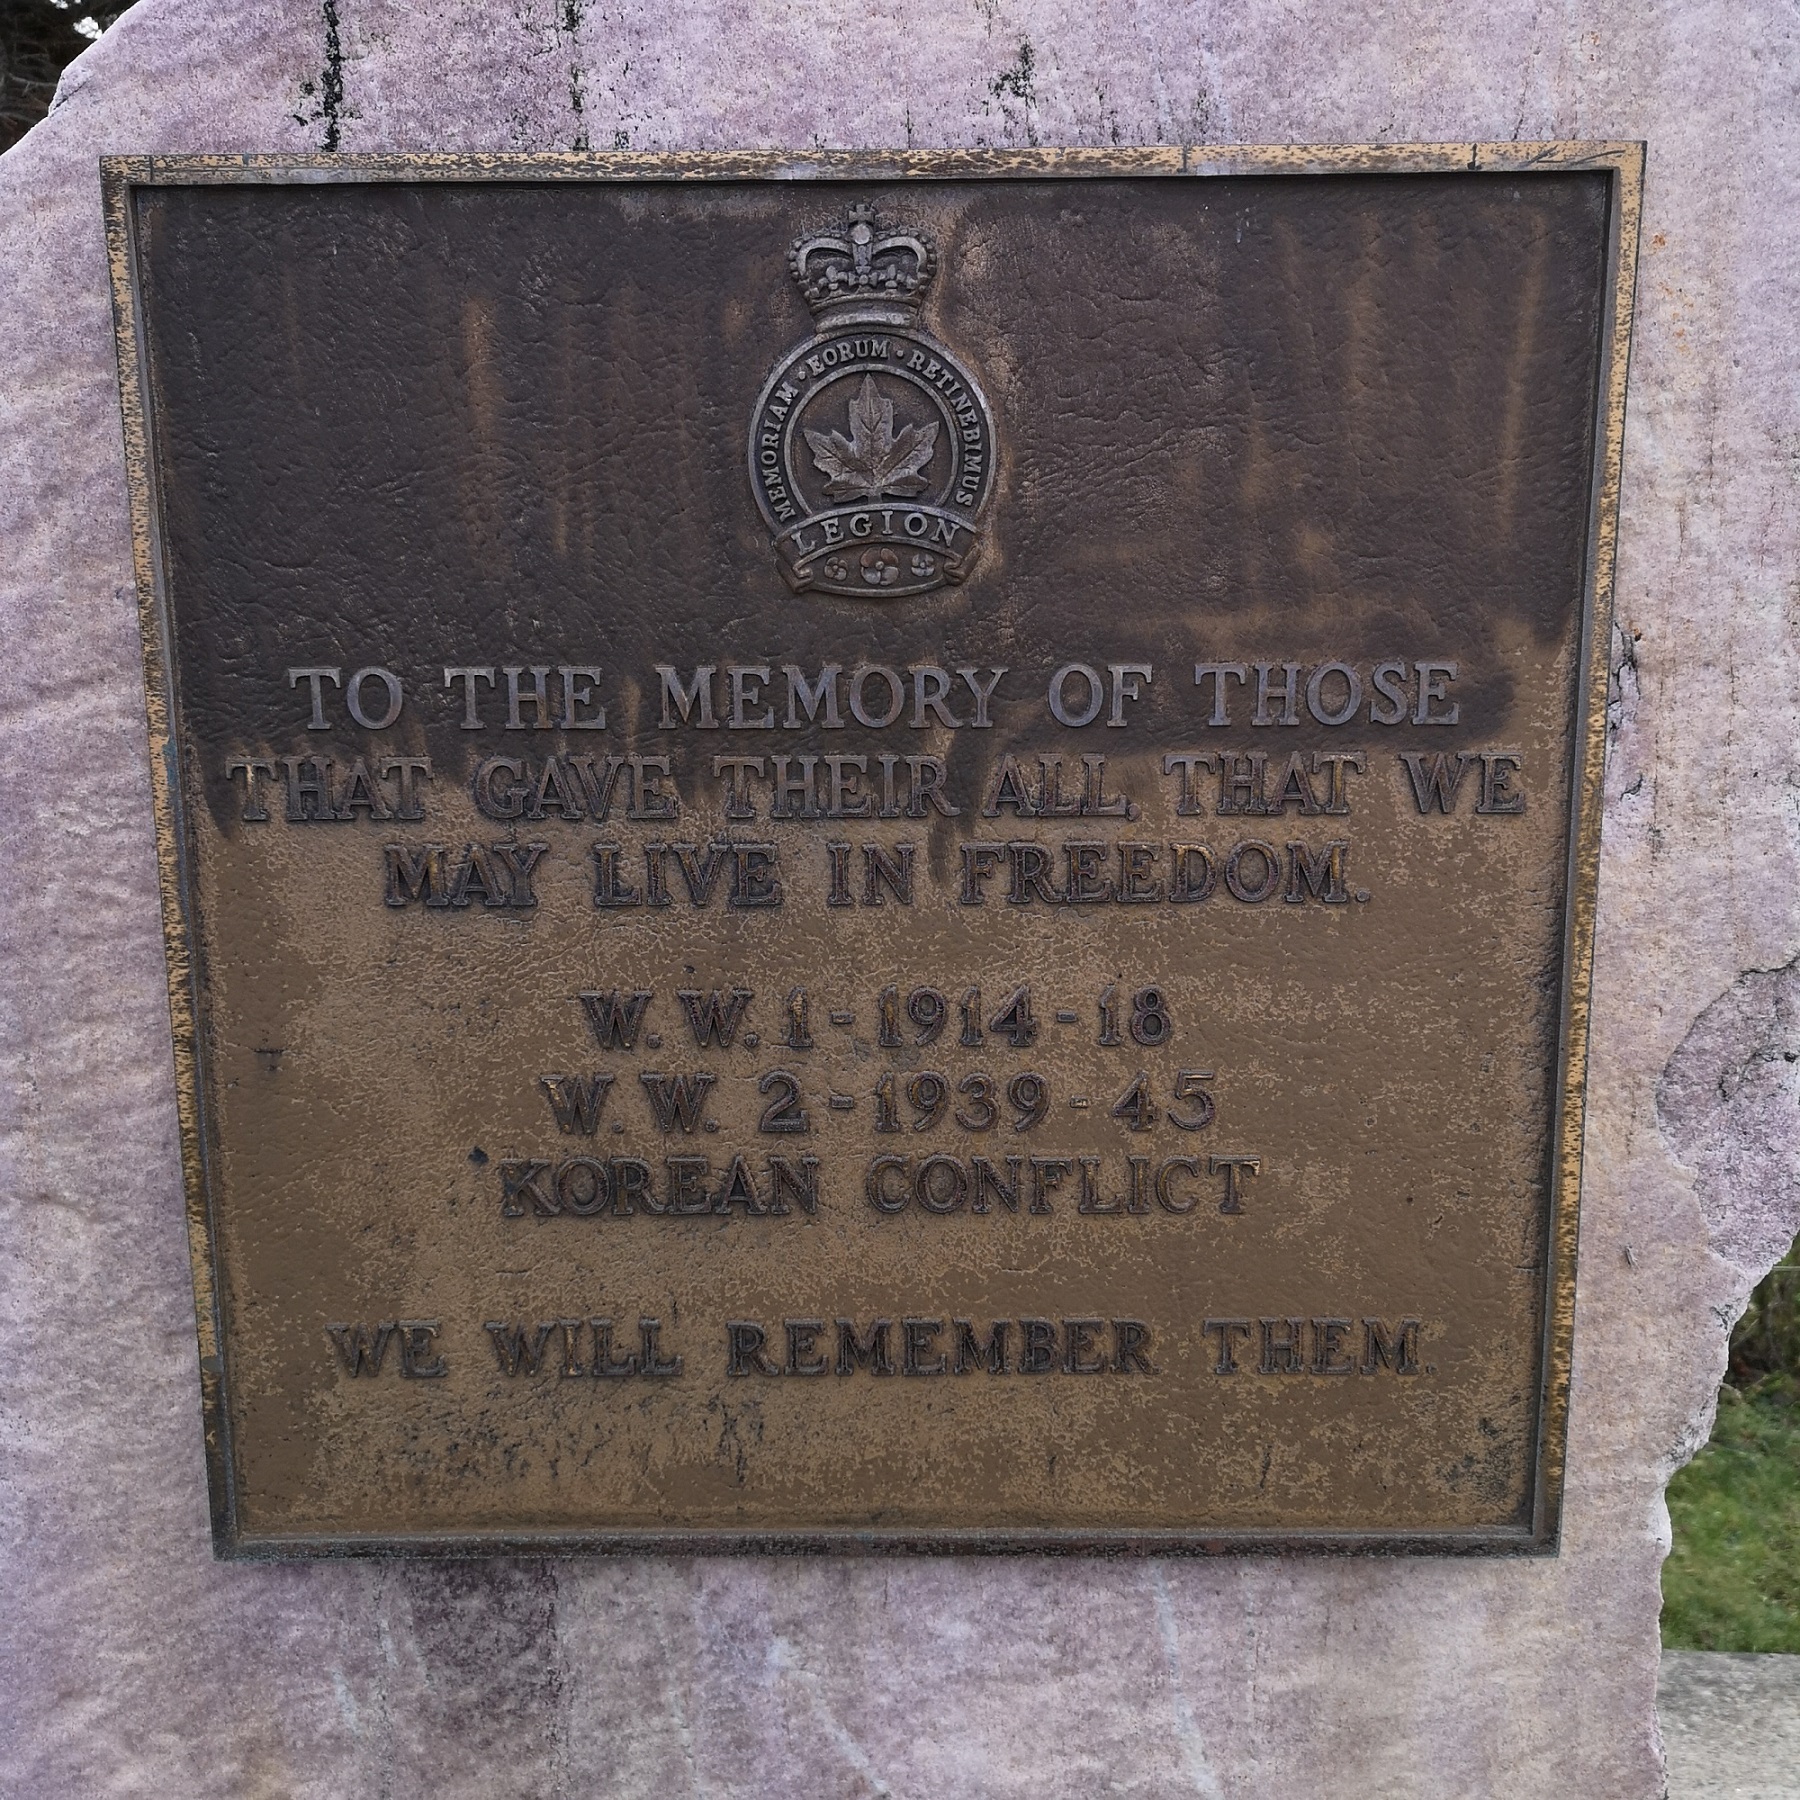 MEMORIAM · EORUM · RETINEBIMUS
LEGION
TO THE MEMORY OF THOSE
THAT GAVE THEIR ALL, THAT WE
MAY LIVE IN FREEDOM.
W. W. 1 - 1914 - 18
W. W. 2 - 1939 - 45
KOREAN CONFLICT
WE WILL REMEMBER THEM.